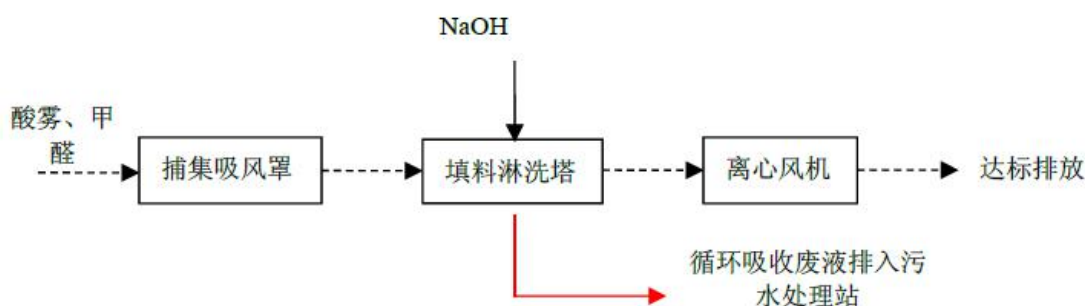 NaOH
酸雾、甲
醛
捕集吸风罩
填料淋洗塔
离心风机
达标排放
循环吸收废液排入污
水处理站